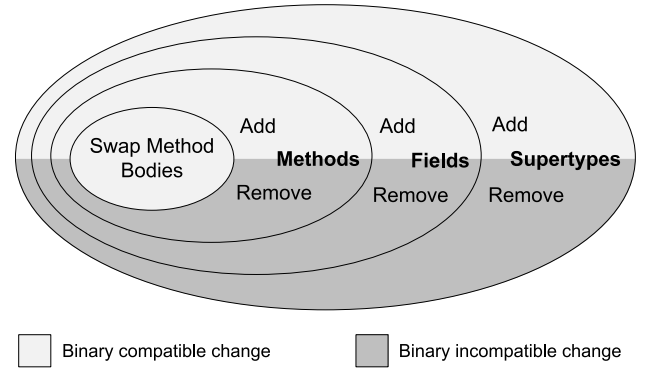 Swap Method
Bodies
Add
Methods
Remove
Add
Fields
Remove
Add
Supertypes
Remove
Binary compatible change
Binary incompatible change